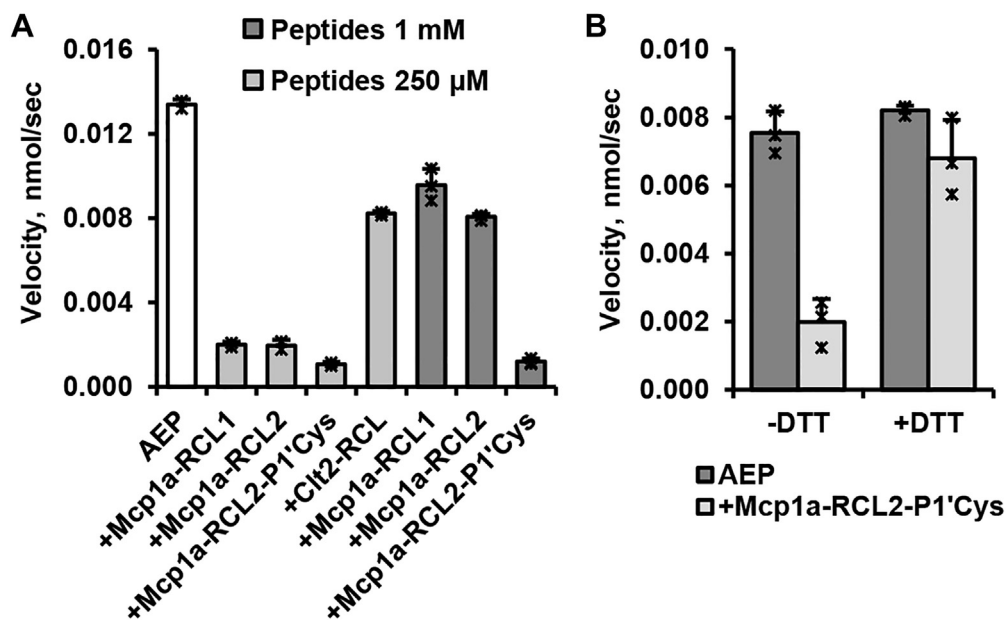 A
Peptides 1 mM
Peptides 250 µM
Velocity, nmol/sec
0.016
0.012
0.008
0.004
0.000
AEP
+Mcp1a-RCL1
+Mcp1a-RCL2
+Mcp1a-RCL2-P1'Cys
+Clt2-RCL
+Mcp1a-RCL1
+Mcp1a-RCL2
+Mcp1a-RCL2-P1'Cys
B
Velocity, nmol/sec
0.010
0.008
0.006
0.004
0.002
0.000
-DTT +DTT
AEP
+Mcp1a-RCL2-P1'Cys